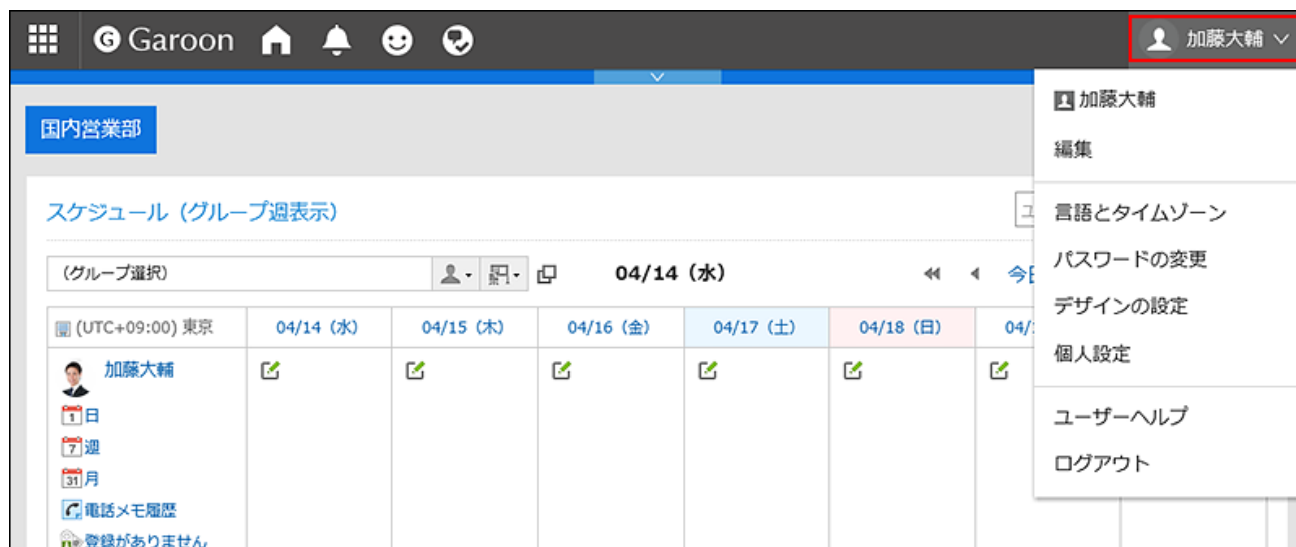 Garoon
加藤大輔
国内営業部
スケジュール（グループ週表示）
(グループ選択)
04/14（水）
今日
(UTC+09:00) 東京
04/14（水）
04/15（木）
04/16（金）
04/17（土）
04/18（日）
04/
加藤大輔
1 日
7 週
31 月
電話メモ履歴
登録がありません
加藤大輔
編集
言語とタイムゾーン
パスワードの変更
デザインの設定
個人設定
ユーザーヘルプ
ログアウト